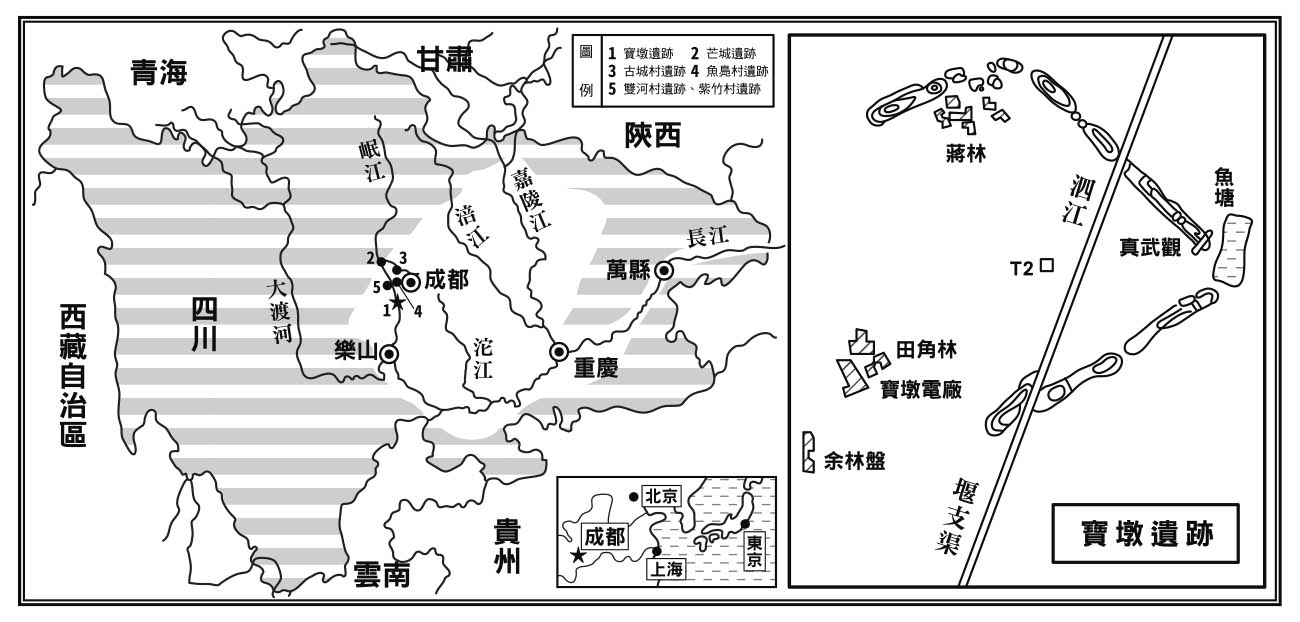 青海
甘肅
陝西
圖例
1 寶墩遺跡 2 芒城遺跡
3 古城村遺跡 4 魚鳧村遺跡
5 雙河村遺跡、紫竹村遺跡
岷江
涪江
嘉陵江
長江
萬縣
2
3
成都
5
1
4
大渡河
四川
西藏自治區
樂山
沱江
重慶
貴州
雲南
北京
成都
上海
東京
蔣林
泗江
魚塘
真武觀
T2
田角林
寶墩電廠
余林盤
堰支渠
寶墩遺跡